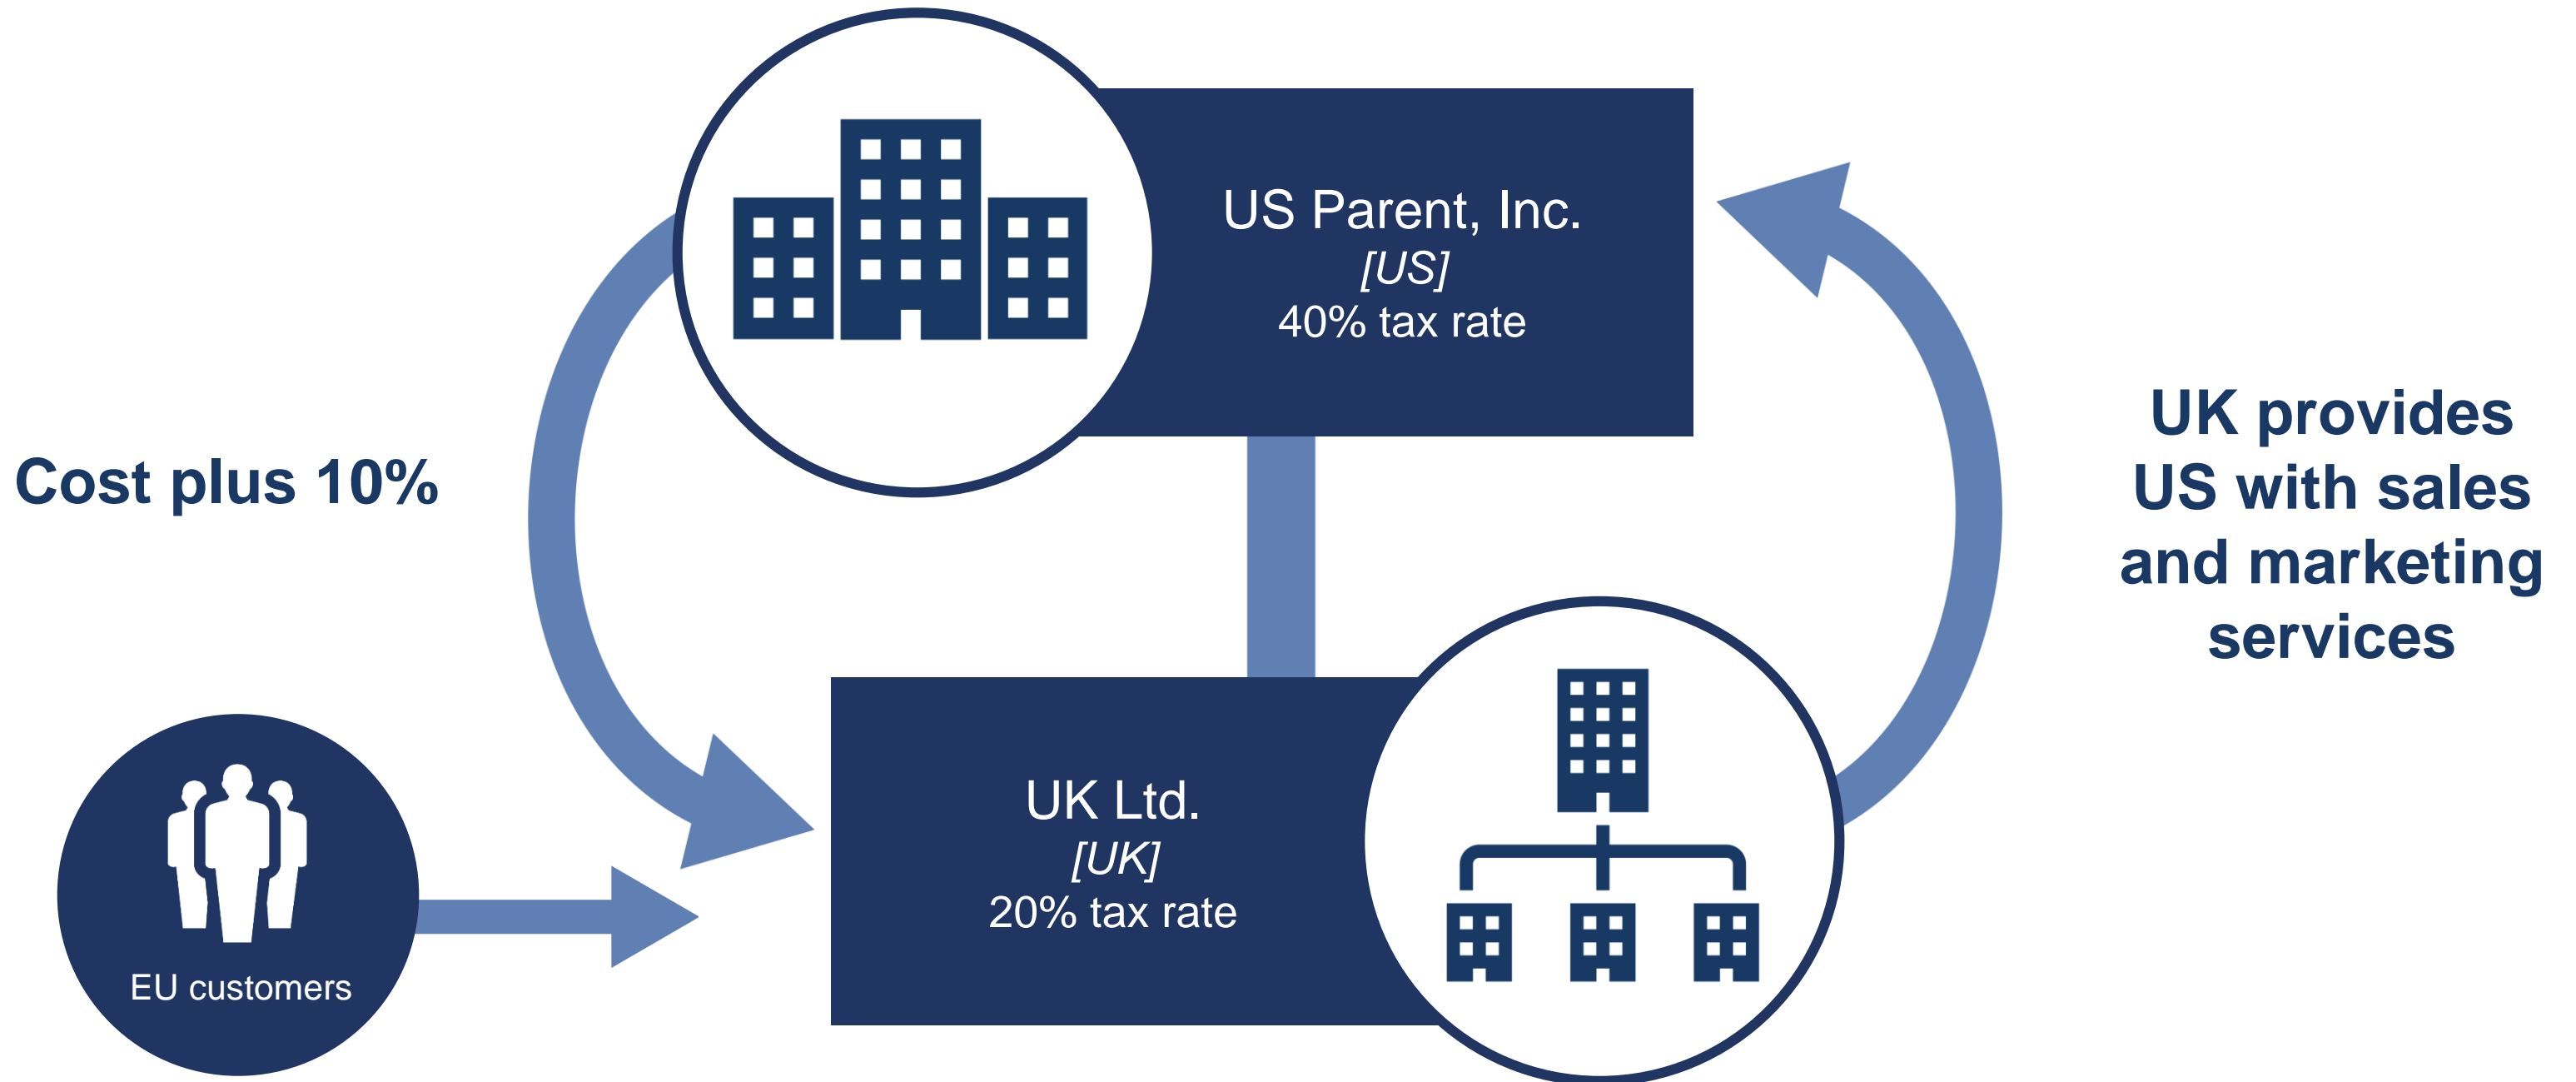 US Parent, Inc.
[US]
40% tax rate
Cost plus 10%
UK provides
US with sales
and marketing
services
UK Ltd.
[UK]
20% tax rate
EU customers